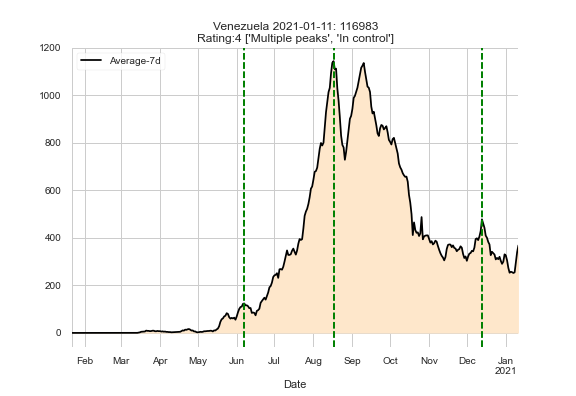 Venezuela 2021-01-11: 116983
Rating:4 ['Multiple peaks', 'In control']
Average-7d
1200
1000
800
600
400
200
0
Feb Mar Apr May Jun Jul Aug Sep Oct Nov Dec Jan
2021
Date